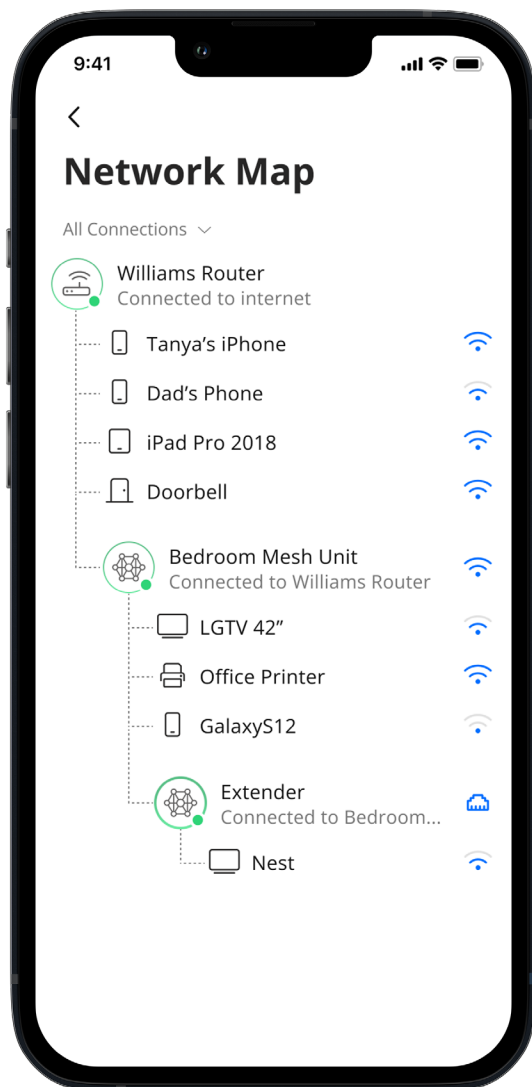 9:41
Network Map
All Connections
Williams Router
Connected to internet
Tanya’s iPhone
Dad’s Phone
iPad Pro 2018
Doorbell
Bedroom Mesh Unit
Connected to Williams Router
LGTV 42”
Office Printer
GalaxyS12
Extender
Connected to Bedroom...
Nest